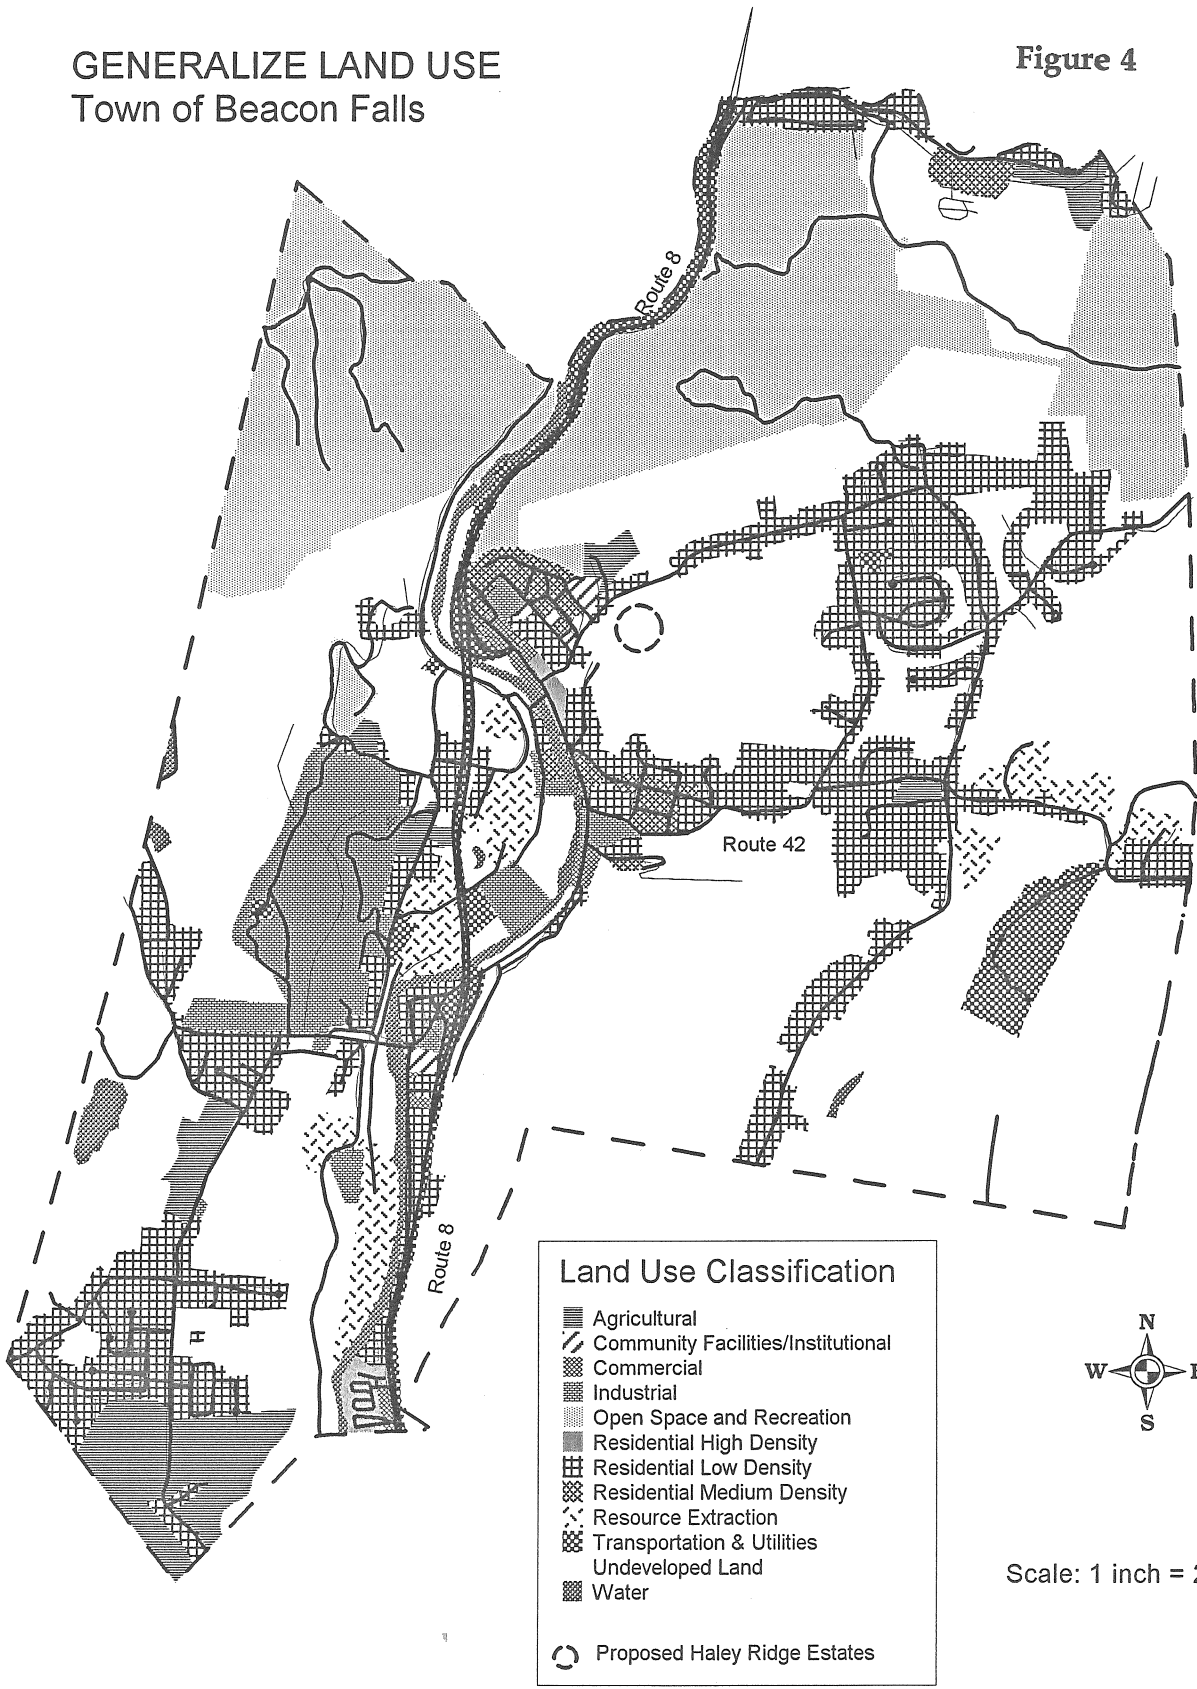 GENERALIZE LAND USE
Town of Beacon Falls
Figure 4
Route 8
Route 42
Route 8
Land Use Classification
Agricultural
Community Facilities/Institutional
Commercial
Industrial
Open Space and Recreation
Residential High Density
Residential Low Density
Residential Medium Density
Resource Extraction
Transportation & Utilities
Undeveloped Land
Water
Proposed Haley Ridge Estates
N
W
S
Scale: 1 inch =